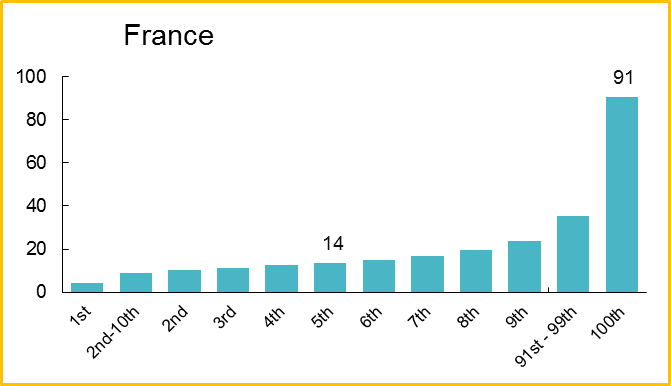 France
100
91
80
60
40
14
20
0
1st
2nd-10th
2nd
3rd
4th
5th
6th
7th
8th
9th
91st - 99th
100th